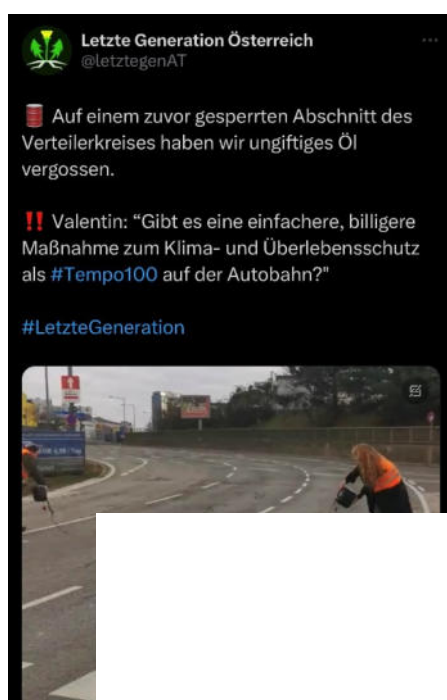 Letzte Generation Österreich
@letztegenAT
Auf einem zuvor gesperrten Abschnitt des
Verteilerkreises haben wir ungiftiges Öl
vergossen.
Valentin: “Gibt es eine einfachere, billigere
Maßnahme zum Klima- und Überlebensschutz
als #Tempo100 auf der Autobahn?"
#LetzteGeneration